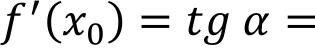 f′(x₀) = tg α =